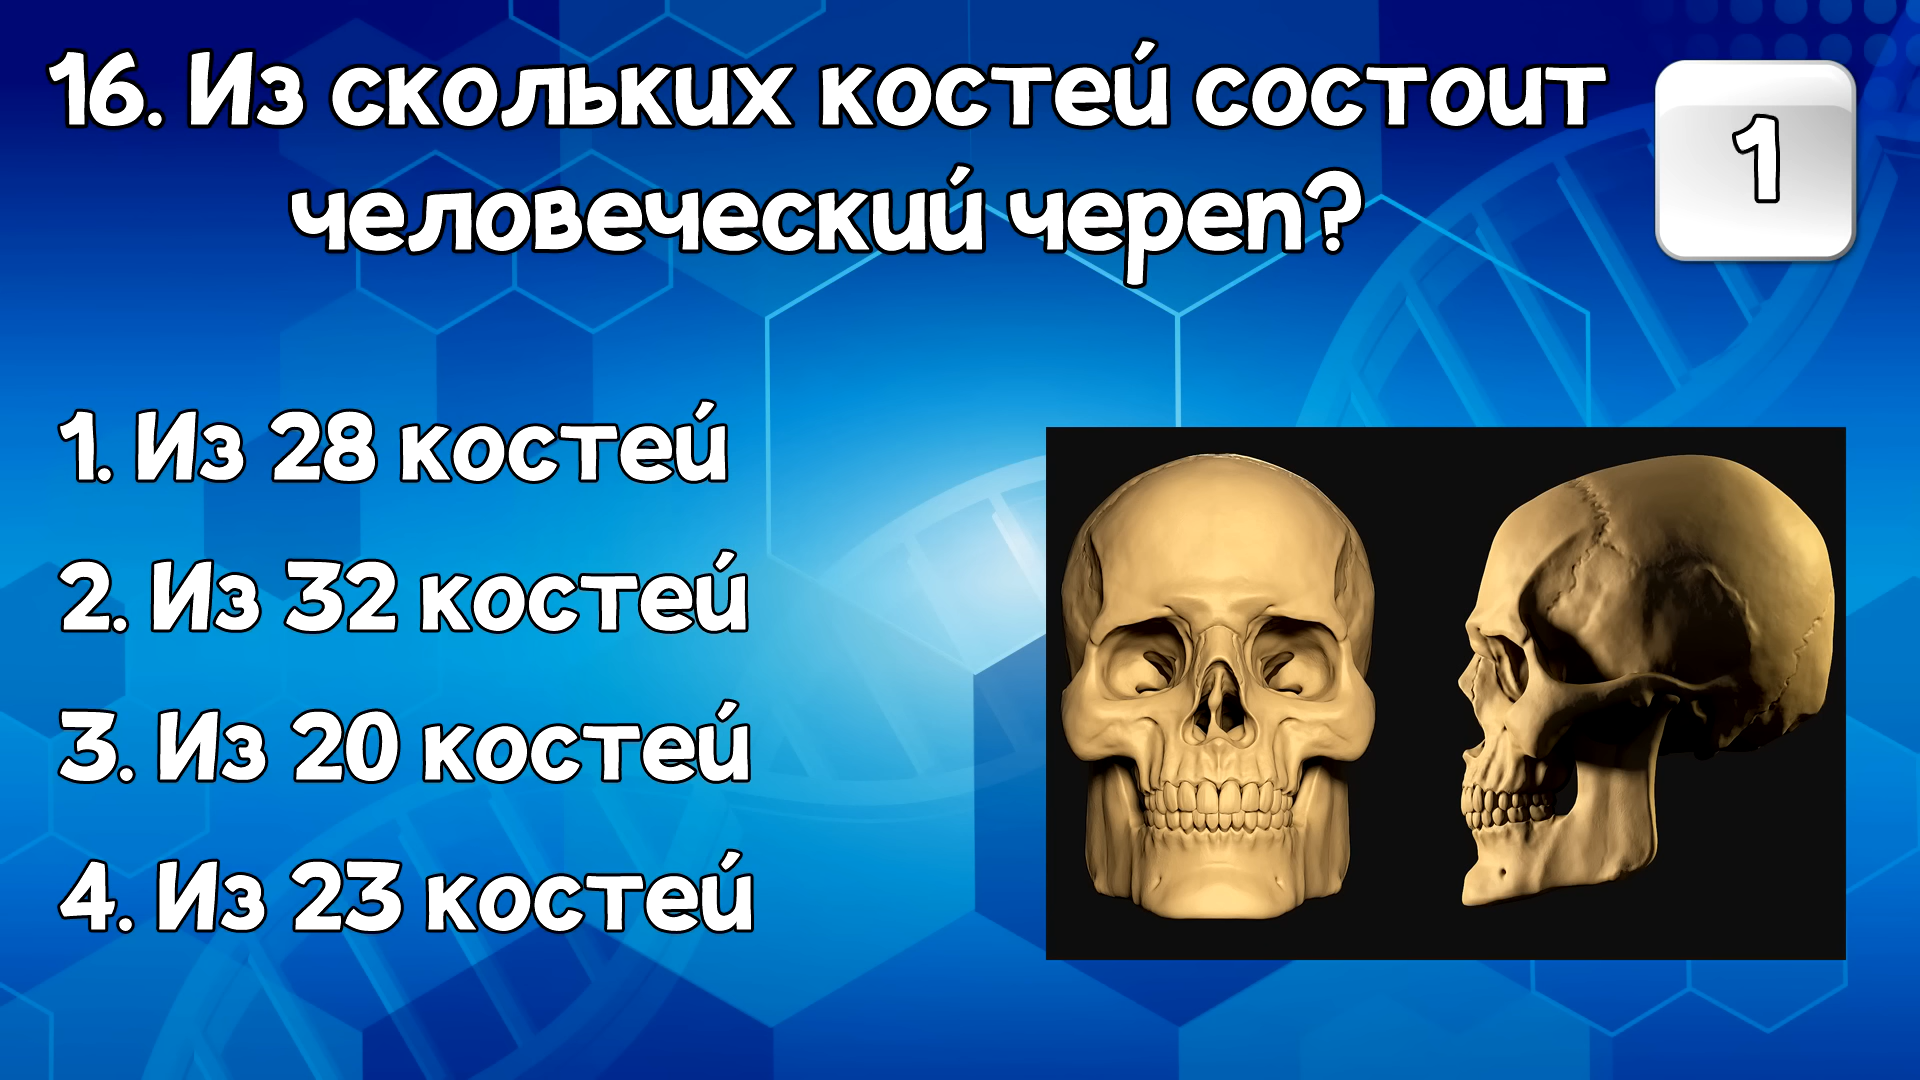 16. Из скольких костей состоит
человеческий череп?
1
1. Из 28 костей
2. Из 32 костей
3. Из 20 костей
4. Из 23 костей